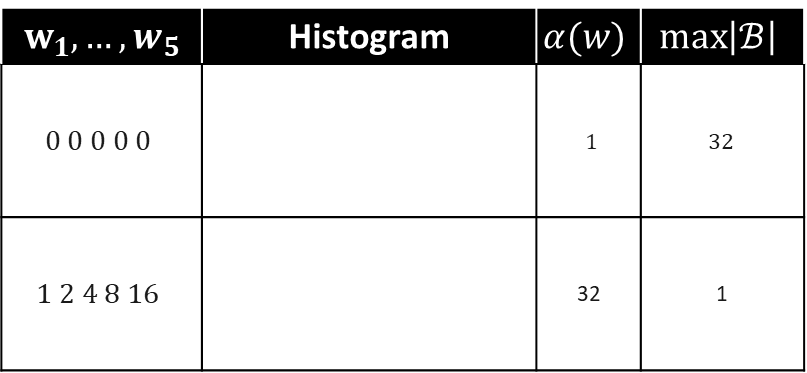 w₁, … , w₅ Histogram α(w) max|ℬ|
0 0 0 0 0 1 32
1 2 4 8 16 32 1